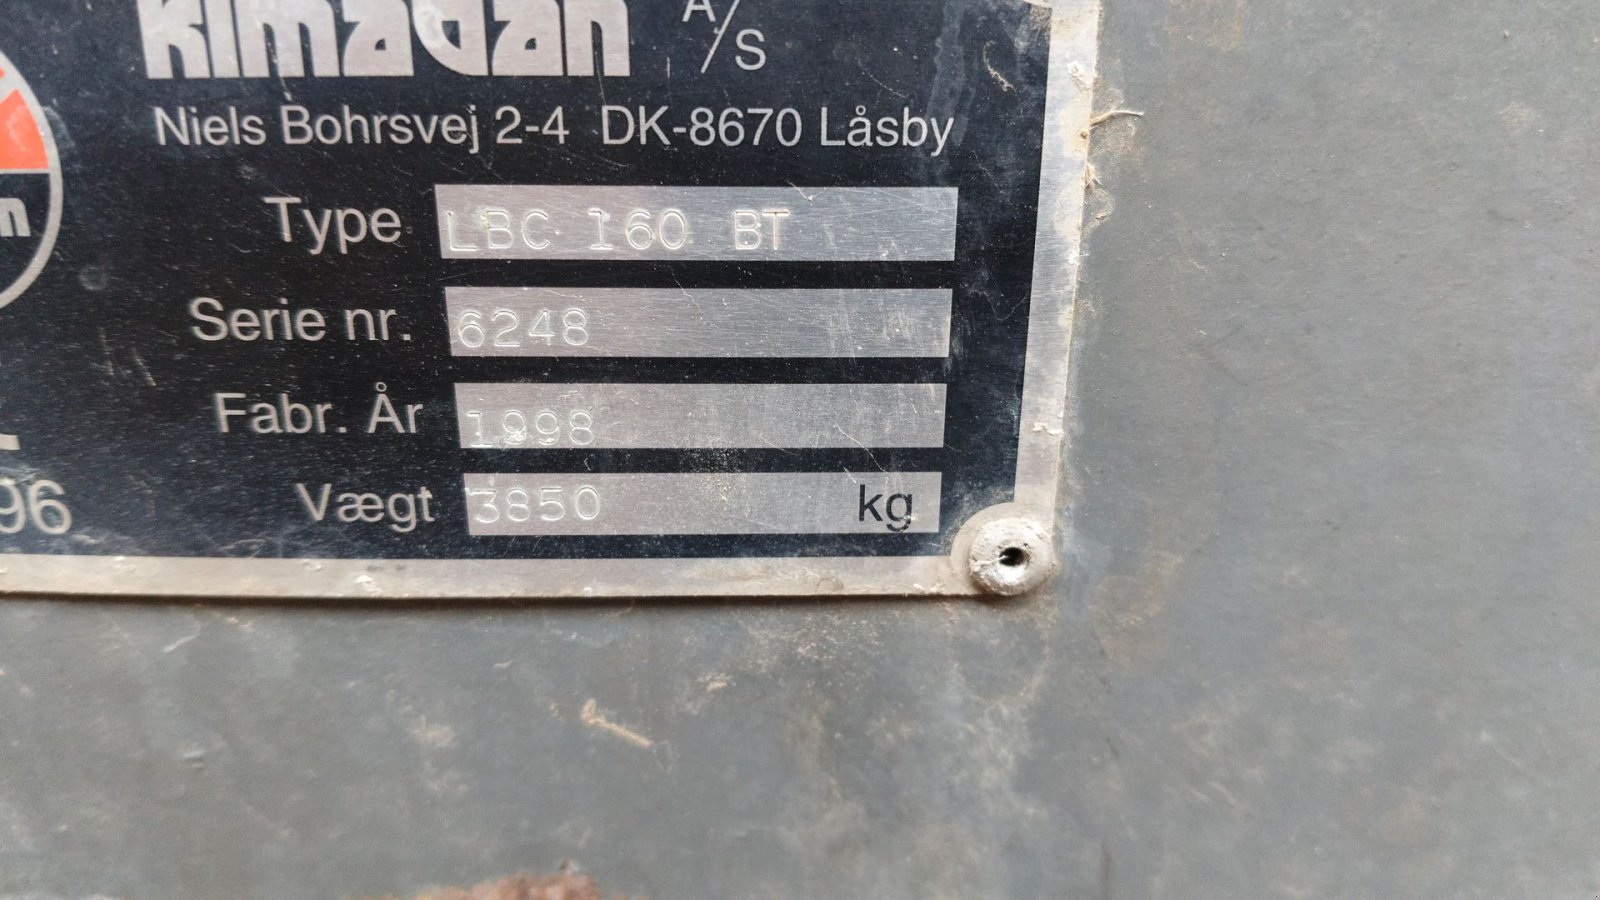 kimadan A/S
Niels Bohrsvej 2-4 DK-8670 Låsby
Type LBC 160 BT
Serie nr. 6248
Fabr. År 1998
Vægt 3850 kg
96